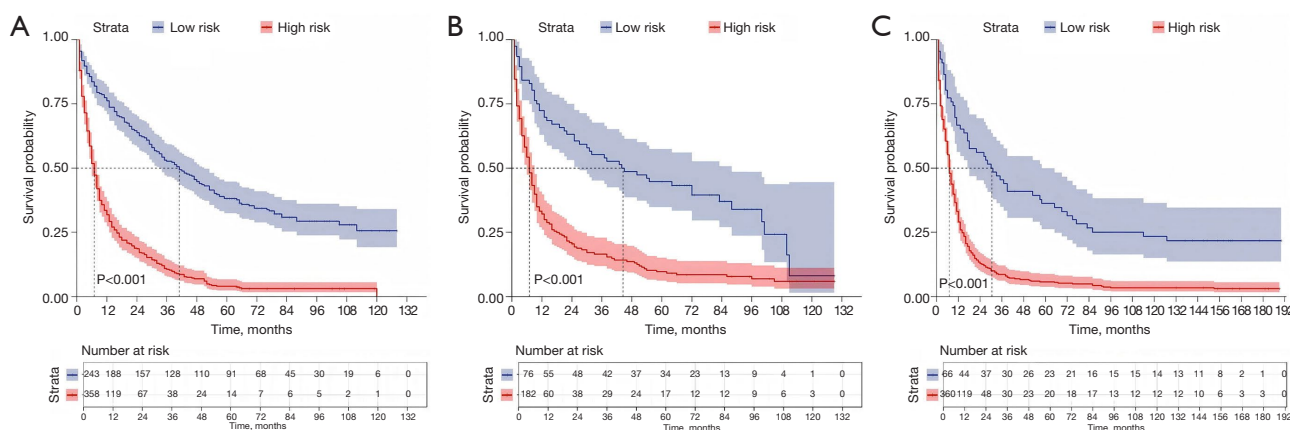 A
Strata Low risk High risk
Survival probability
1.00
0.75
0.50
0.25
0.00
P<0.001
0 12 24 36 48 60 72 84 96 108 120 132
Time, months
Number at risk
Strata
243 188 157 128 110 91 68 45 30 19 6 0
358 119 67 38 24 14 7 6 5 2 1 0
0 12 24 36 48 60 72 84 96 108 120 132
Time, months
B
Strata Low risk High risk
Survival probability
1.00
0.75
0.50
0.25
0.00
P<0.001
0 12 24 36 48 60 72 84 96 108 120 132
Time, months
Number at risk
Strata
76 55 48 42 37 34 23 13 9 4 1 0
182 60 38 29 24 17 12 12 9 6 3 0
0 12 24 36 48 60 72 84 96 108 120 132
Time, months
C
Strata Low risk High risk
Survival probability
1.00
0.75
0.50
0.25
0.00
P<0.001
0 12 24 36 48 60 72 84 96 108 120 132 144 156 168 180 192
Time, months
Number at risk
Strata
66 44 37 30 26 23 21 16 15 15 14 13 11 8 2 1 0
360 119 48 30 23 20 18 17 13 12 12 12 10 6 3 3 0
0 12 24 36 48 60 72 84 96 108 120 132 144 156 168 180 192
Time, months